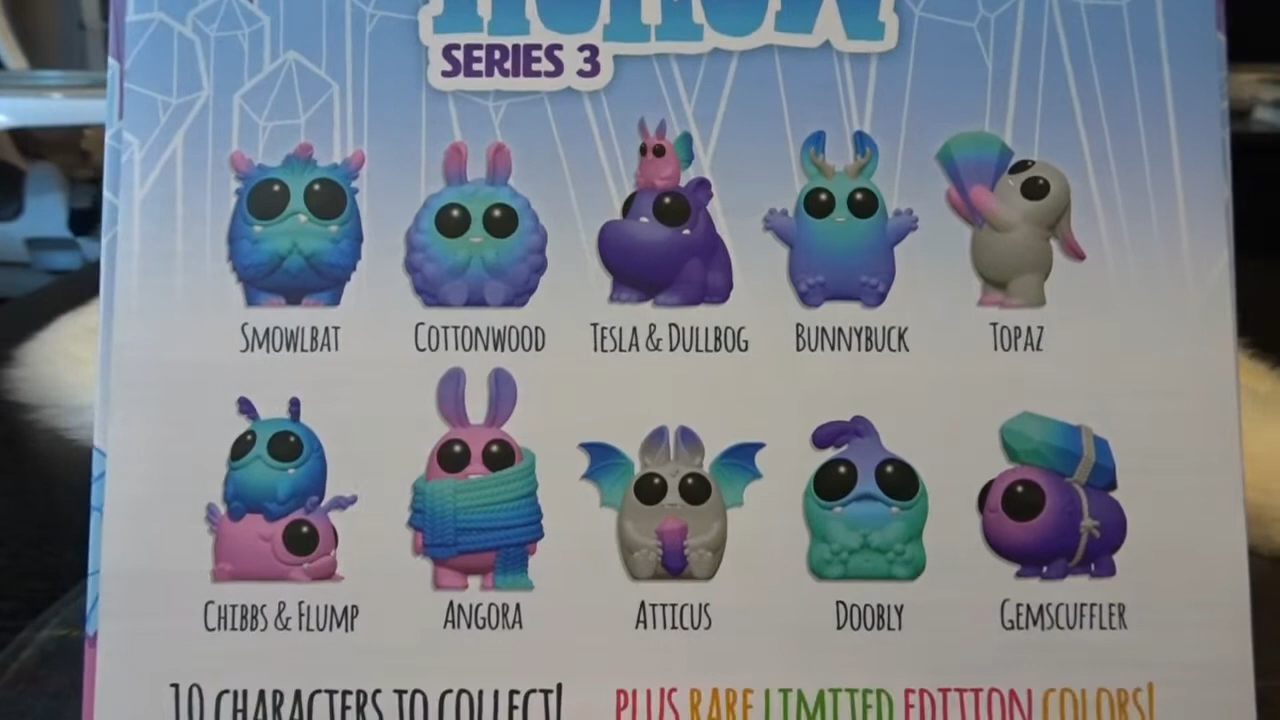 SERIES 3
SMOWLBAT
COTTONWOOD
TESLA & DULLBOG
BUNNYBUCK
TOPAZ
CHIBBS & FLUMP
ANGORA
ATTICUS
DOOBLY
GEMSCUFFLER
10 CHARACTERS TO COLLECT!
PLUS RARE LIMITED EDITION COLORS!